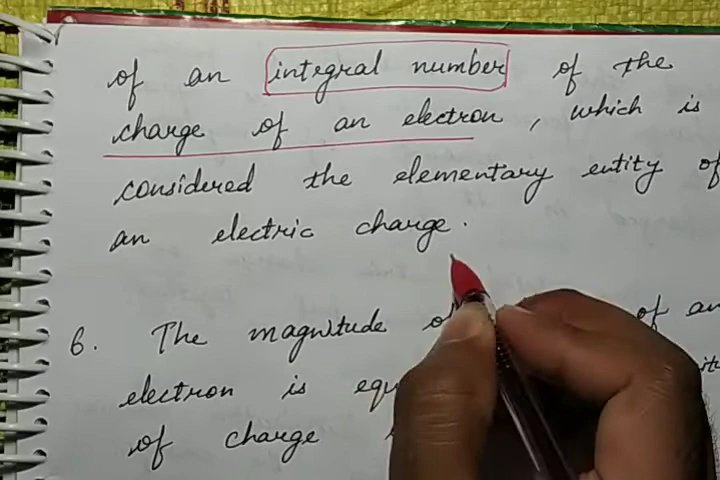 of an integral number of the
charge of an electron, which is
considered the elementary entity of
an electric charge.
6. The magnitude of an
electron is
of charge